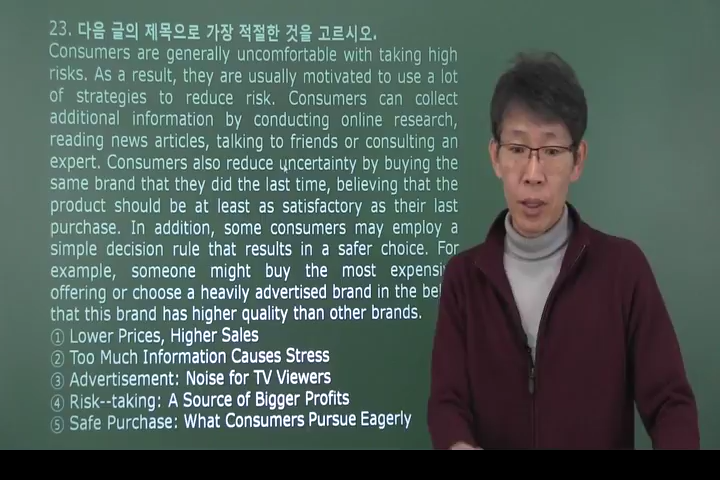 23. 다음 글의 제목으로 가장 적절한 것을 고르시오.
Consumers are generally uncomfortable with taking high
risks. As a result, they are usually motivated to use a lot
of strategies to reduce risk. Consumers can collect
additional information by conducting online research,
reading news articles, talking to friends or consulting an
expert. Consumers also reduce uncertainty by buying the
same brand that they did the last time, believing that the
product should be at least as satisfactory as their last
purchase. In addition, some consumers may employ a
simple decision rule that results in a safer choice. For
example, someone might buy the most
offering or choose a heavily advertised brand in the
that this brand has higher quality than other brands.
① Lower Prices, Higher Sales
② Too Much Information Causes Stress
③ Advertisement: Noise for TV Viewers
④ Risk--taking: A Source of Bigger Profits
⑤ Safe Purchase: What Consumers Pursue Eagerly